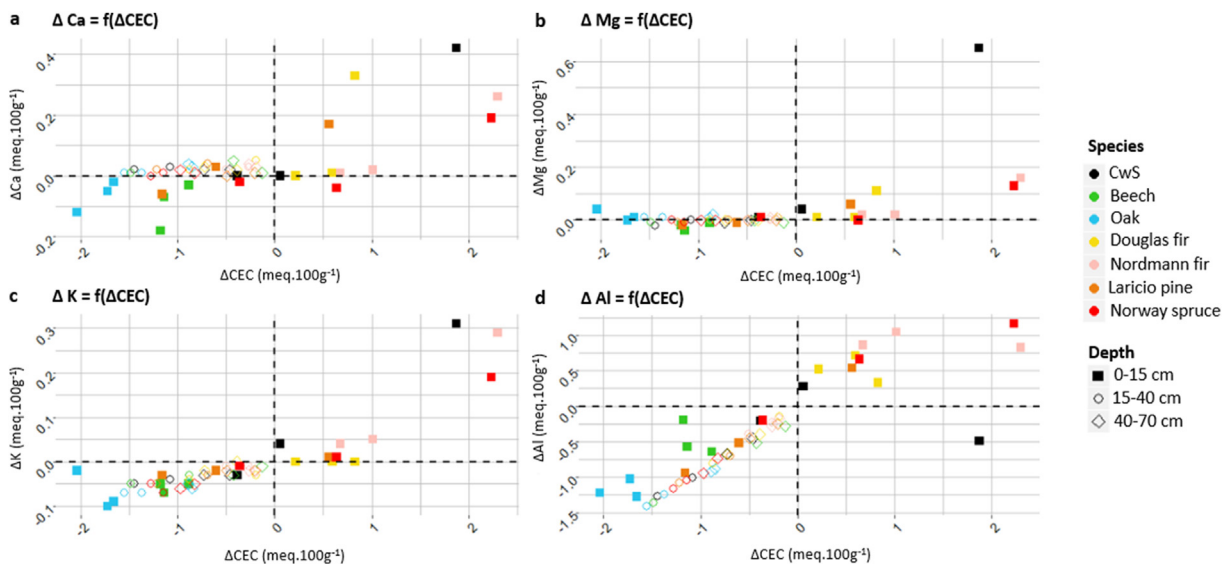 a Δ Ca = f(ΔCEC)
ΔCa (meq.100g⁻¹)
0.4
0.2
0.0
-0.2
-2 -1 0 1 2
ΔCEC (meq.100g⁻¹)
b Δ Mg = f(ΔCEC)
ΔMg (meq.100g⁻¹)
0.6
0.4
0.2
0.0
-2 -1 0 1 2
ΔCEC (meq.100g⁻¹)
c Δ K = f(ΔCEC)
ΔK (meq.100g⁻¹)
0.3
0.2
0.1
0.0
-0.1
-2 -1 0 1 2
ΔCEC (meq.100g⁻¹)
d Δ Al = f(ΔCEC)
ΔAl (meq.100g⁻¹)
1.0
0.5
0.0
-0.5
-1.0
-1.5
-2 -1 0 1 2
ΔCEC (meq.100g⁻¹)
Species
CwS
Beech
Oak
Douglas fir
Nordmann fir
Laricio pine
Norway spruce
Depth
0-15 cm
15-40 cm
40-70 cm